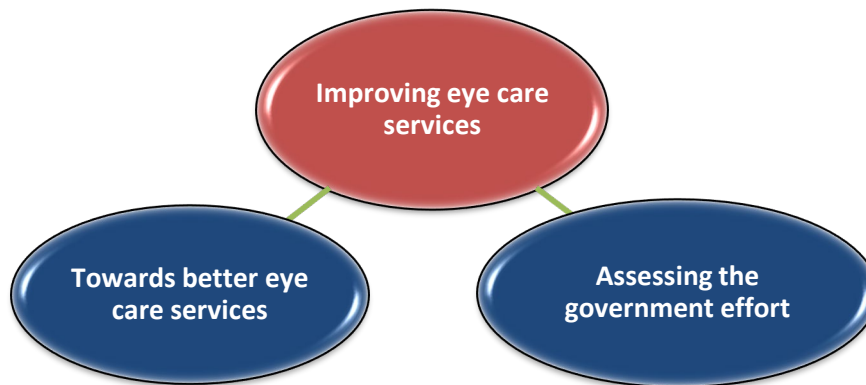 Improving eye care
services
Towards better eye
care services
Assessing the
government effort